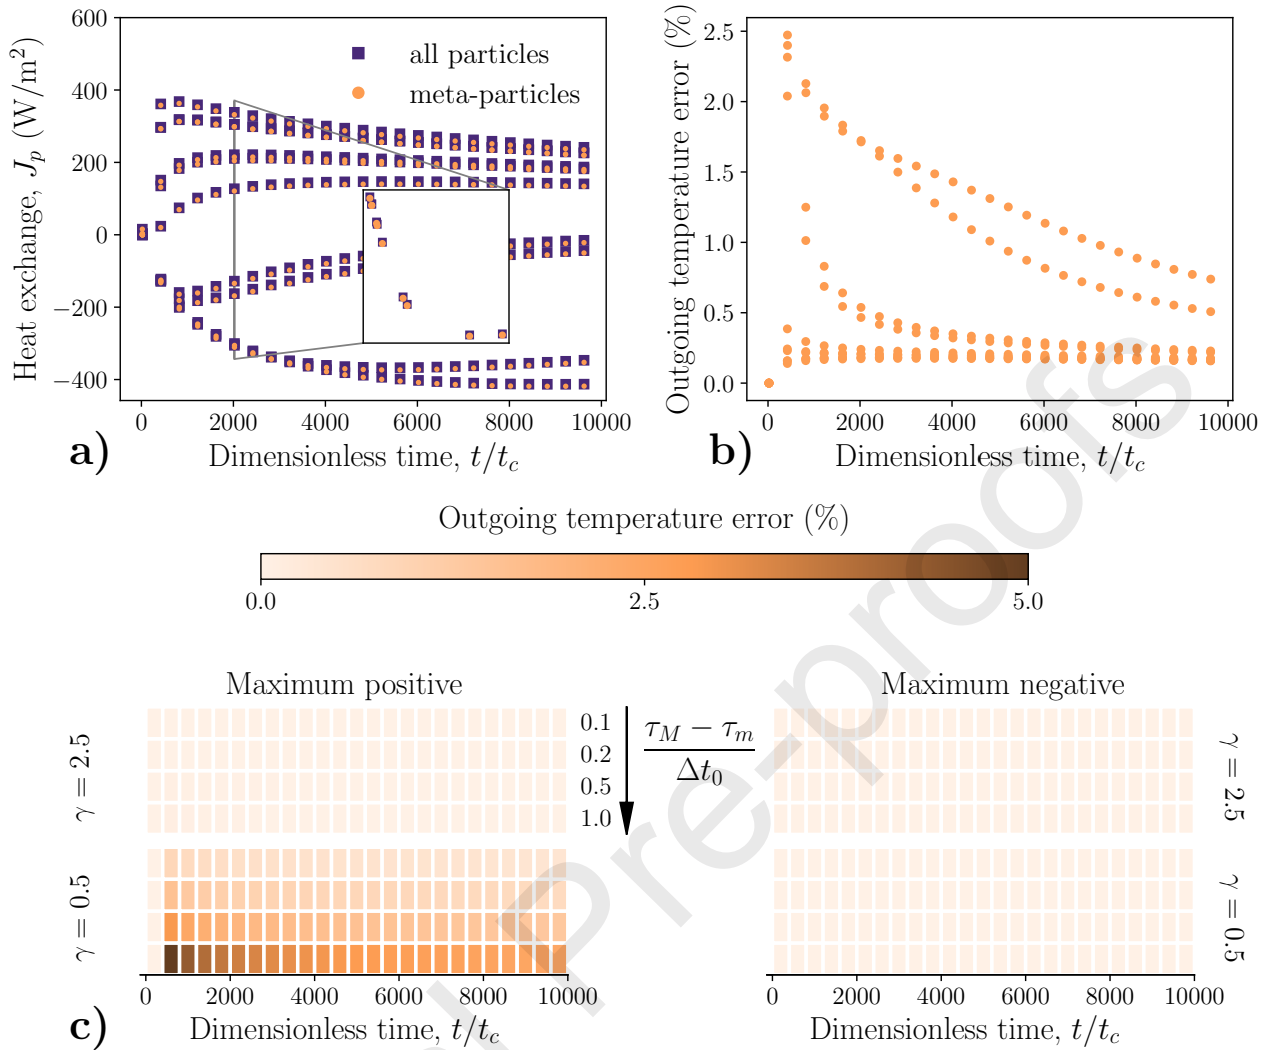 600
400
200
0
−200
−400
Heat exchange, J_p (W/m²)
all particles
meta-particles
0 2000 4000 6000 8000 10000
Dimensionless time, t/t_c
a)
2.5
2.0
1.5
1.0
0.5
0.0
Outgoing temperature error (%)
0 2000 4000 6000 8000 10000
Dimensionless time, t/t_c
b)
Outgoing temperature error (%)
0.0 2.5 5.0
Maximum positive
γ = 2.5
γ = 0.5
0.1
0.2
0.5
1.0
τ_M − τ_m
Δt_0
0 2000 4000 6000 8000 10000
Dimensionless time, t/t_c
c)
Maximum negative
γ = 2.5
γ = 0.5
0 2000 4000 6000 8000 10000
Dimensionless time, t/t_c
Pre-proofs